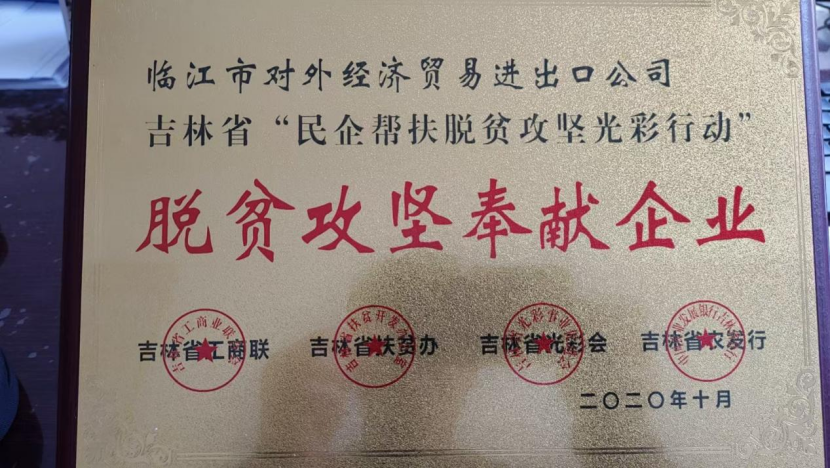 临江市对外经济贸易进出口公司
吉林省“民企帮扶脱贫攻坚光彩行动”
脱贫攻坚奉献企业
吉林省工商联 吉林省扶贫办 吉林省光彩会 吉林省农发行
二〇二〇年十月